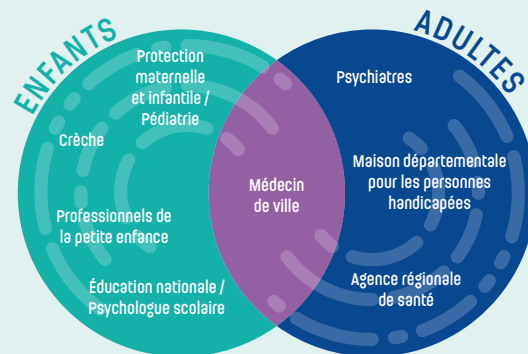 ENFANTS
Protection
maternelle
et infantile /
Pédiatrie
Crèche
Professionnels de
la petite enfance
Éducation nationale /
Psychologue scolaire
Médecin
de ville
ADULTES
Psychiatres
Maison départementale
pour les personnes
handicapées
Agence régionale
de santé